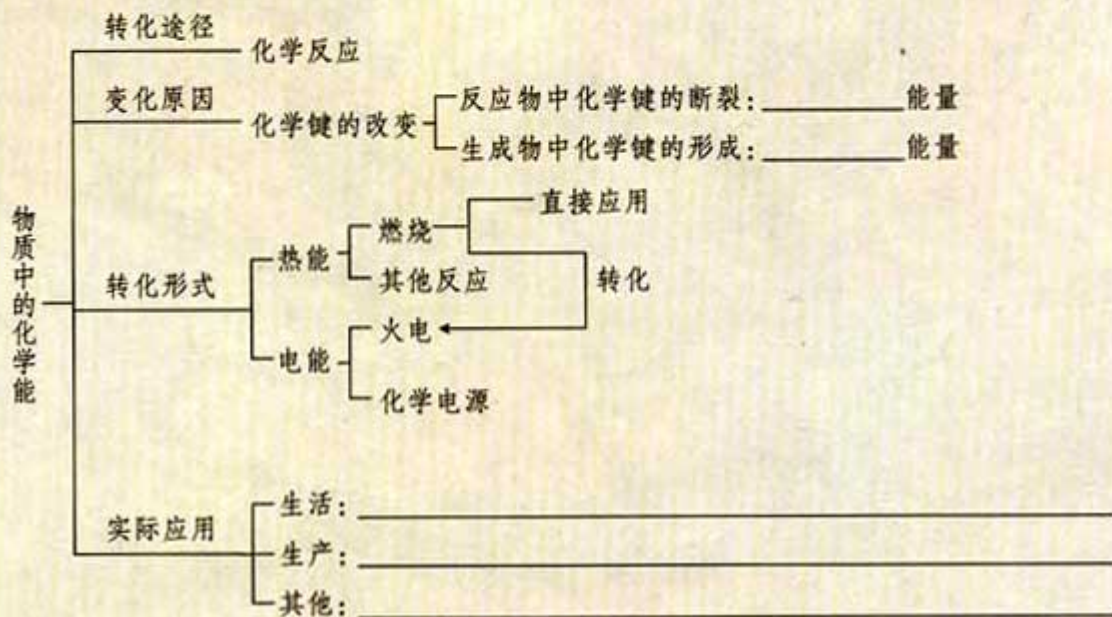 转化途径
化学反应
变化原因
化学键的改变
反应物中化学键的断裂：________能量
生成物中化学键的形成：________能量
物质中的化学能
转化形式
热能
燃烧
直接应用
其他反应
转化
电能
火电
化学电源
实际应用
生活：
生产：
其他：